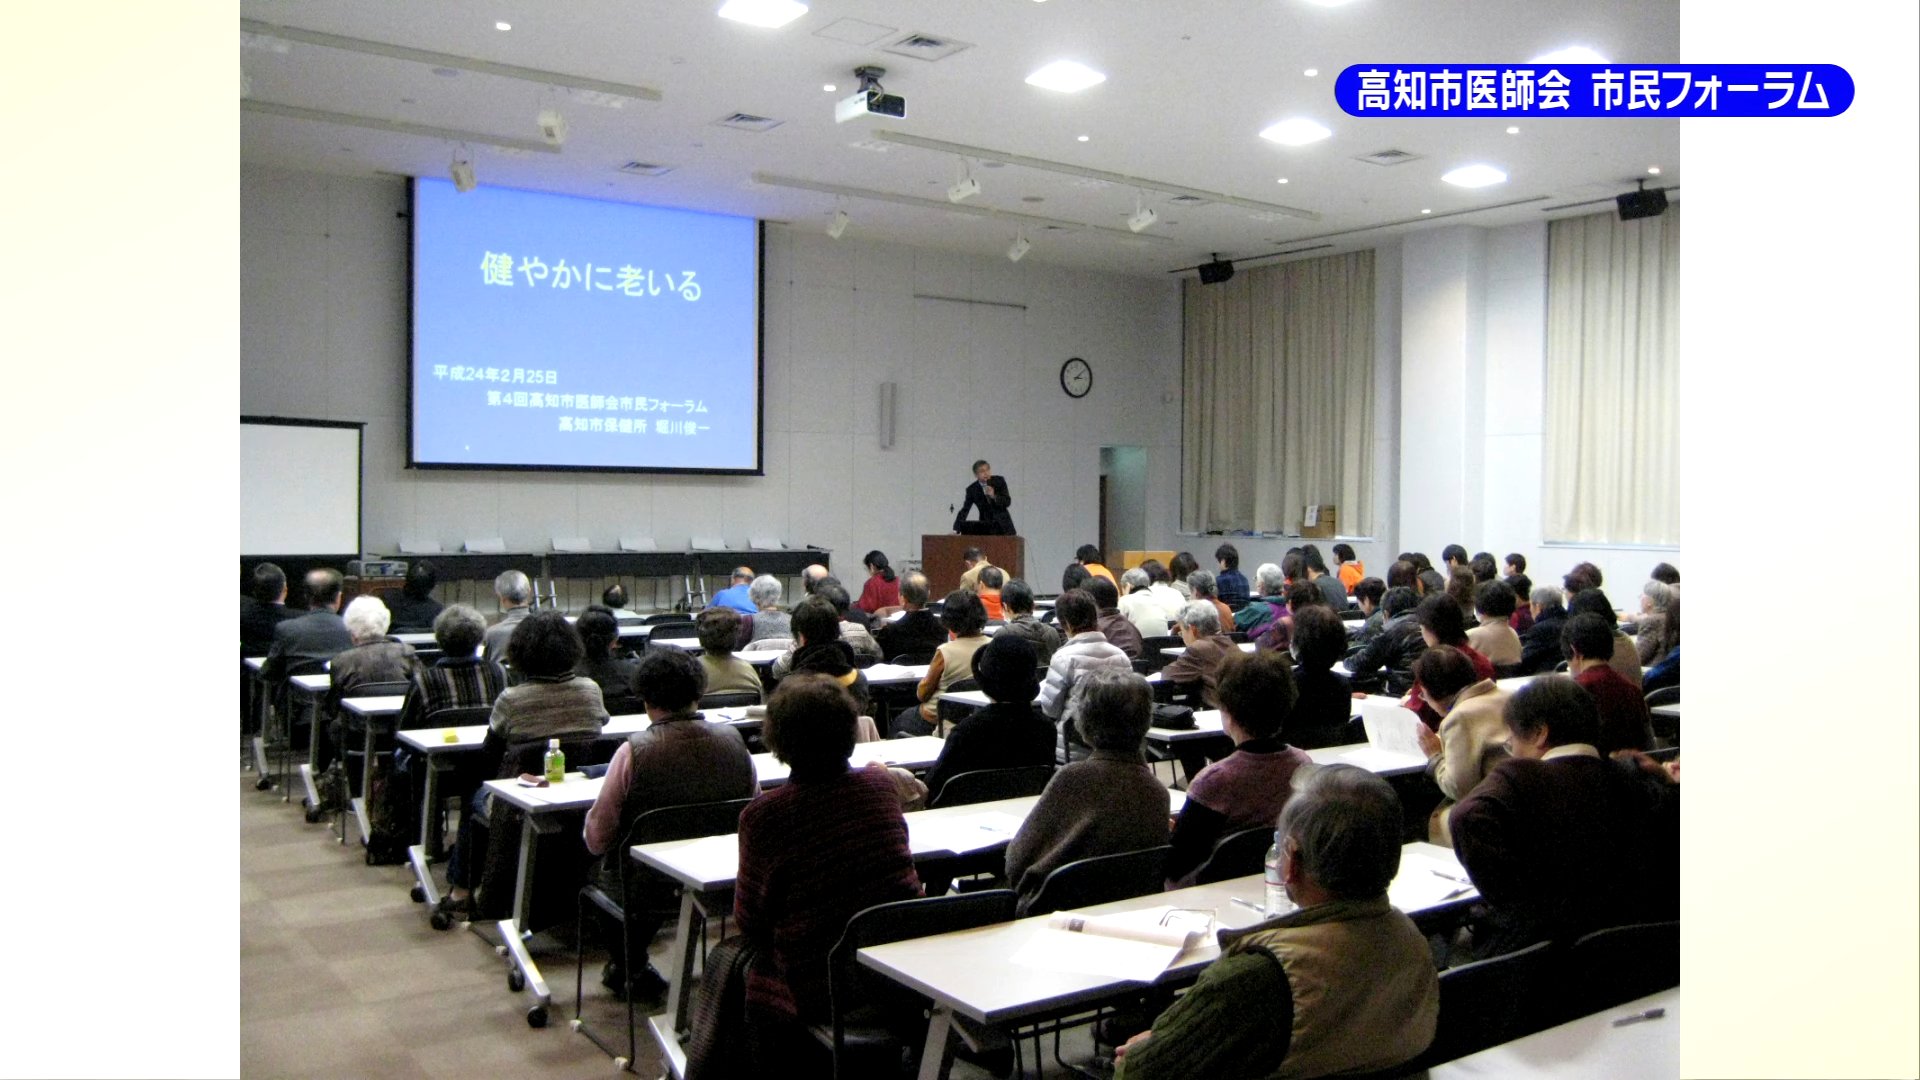 高知市医師会 市民フォーラム
健やかに老いる
平成24年2月25日
第4回高知市医師会市民フォーラム
高知市保健所 堀川俊一